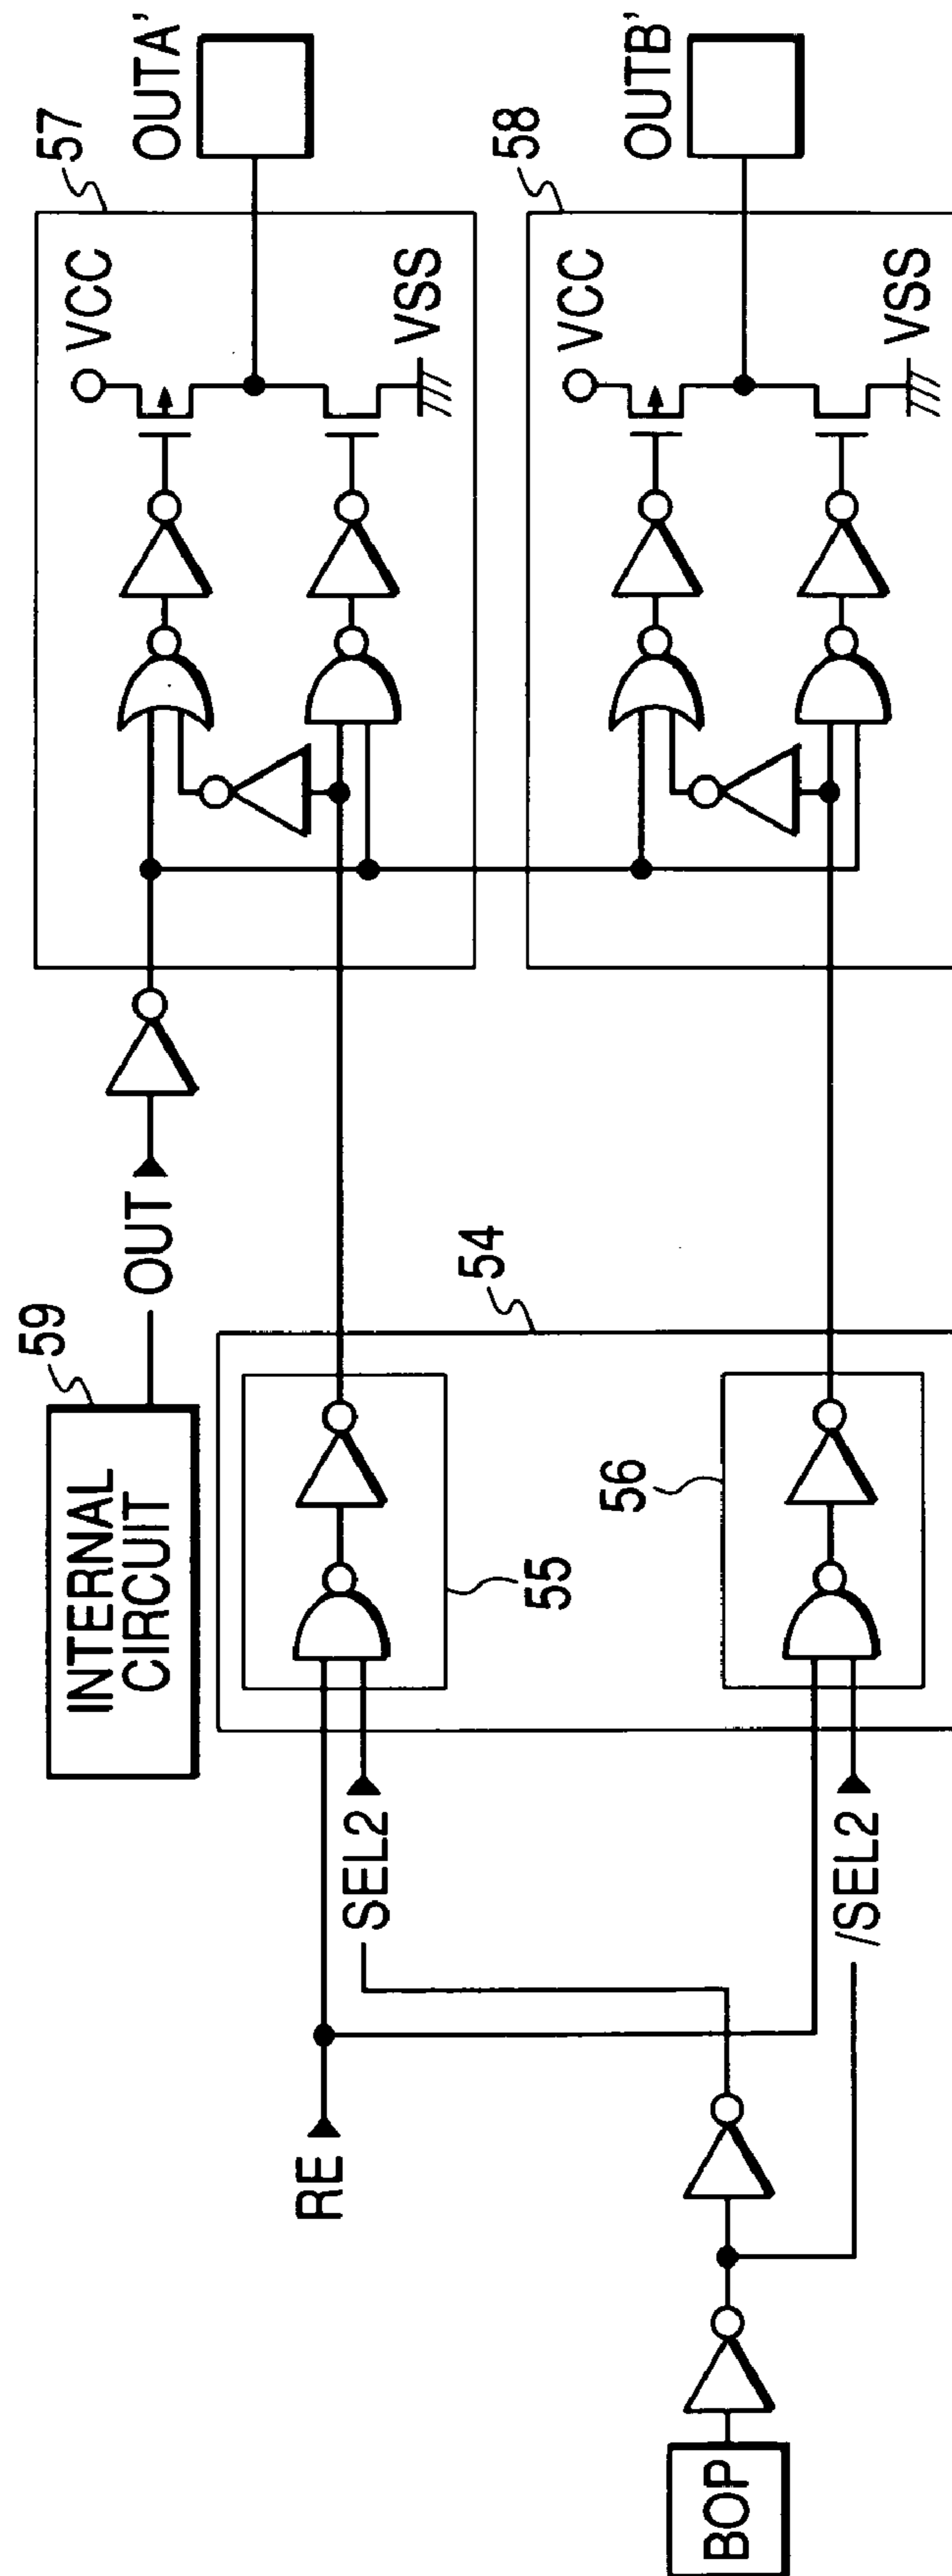 INTERNAL
CIRCUIT
59
OUT
57
VCC
VSS
OUTA'
RE
SEL2
/SEL2
BOP
54
55
56
58
VCC
VSS
OUTB'